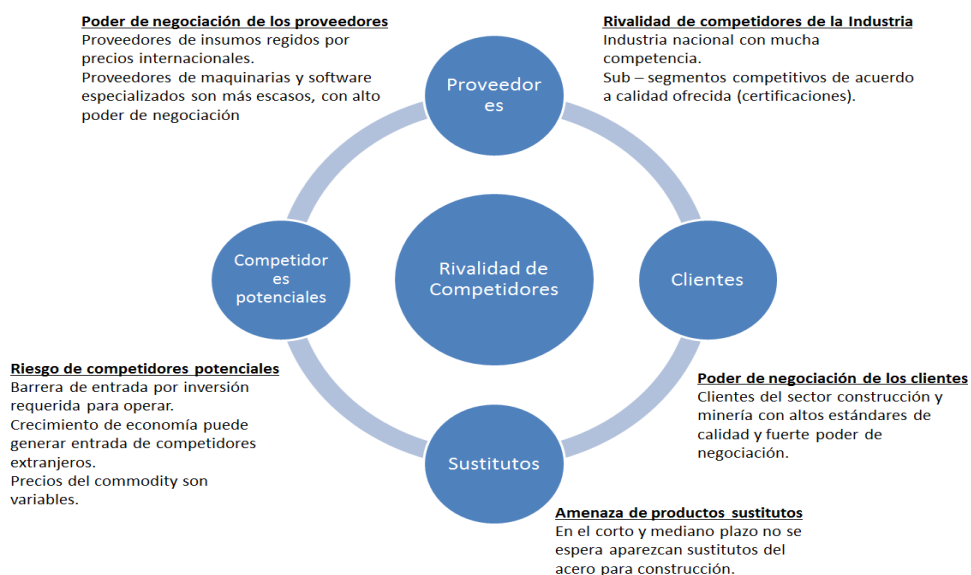 Poder de negociación de los proveedores
Proveedores de insumos regidos por
precios internacionales.
Proveedores de maquinarias y software
especializados son más escasos, con alto
poder de negociación
Rivalidad de competidores de la Industria
Industria nacional con mucha
competencia.
Sub – segmentos competitivos de acuerdo
a calidad ofrecida (certificaciones).
Proveedor
es
Competidor
es
potenciales
Rivalidad de
Competidores
Clientes
Riesgo de competidores potenciales
Barrera de entrada por inversión
requerida para operar.
Crecimiento de economía puede
generar entrada de competidores
extranjeros.
Precios del commodity son
variables.
Poder de negociación de los clientes
Clientes del sector construcción y
minería con altos estándares de
calidad y fuerte poder de
negociación.
Sustitutos
Amenaza de productos sustitutos
En el corto y mediano plazo no se
espera aparezcan sustitutos del
acero para construcción.